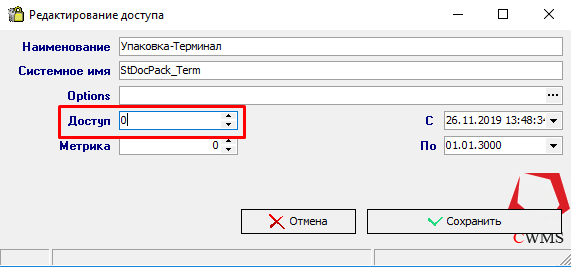 Редактирование доступа
Наименование Упаковка-Терминал
Системное имя StDocPack_Term
Options ...
Доступ 0 С 26.11.2019 13:48:34
Метрика 0 По 01.01.3000
Отмена Сохранить
CWMS